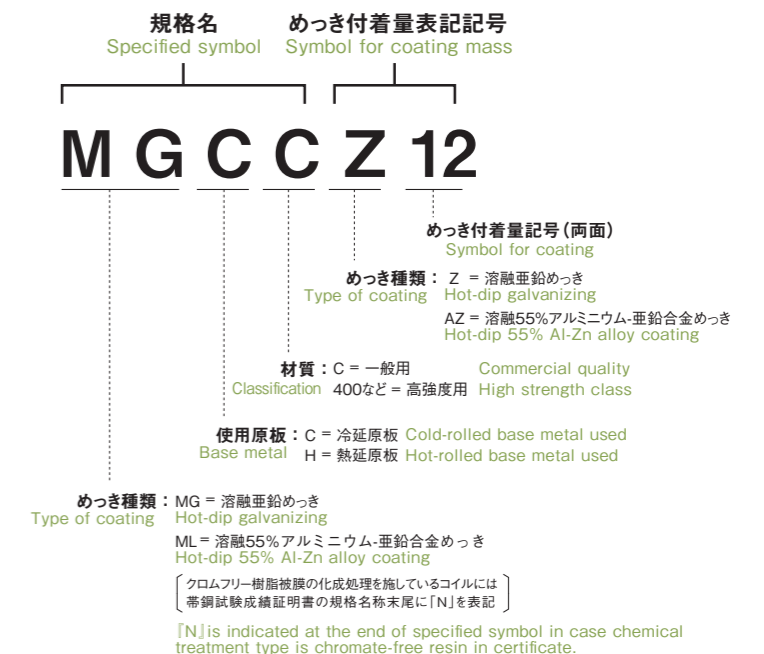 規格名 めっき付着量表記記号
Specified symbol Symbol for coating mass
M G C C Z 12
めっき付着量記号(両面)
Symbol for coating
めっき種類： Z = 溶融亜鉛めっき
Type of coating Hot-dip galvanizing
AZ = 溶融55%アルミニウム-亜鉛合金めっき
Hot-dip 55% Al-Zn alloy coating
材質：C = 一般用 Commercial quality
Classification 400など = 高強度用 High strength class
使用原板：C = 冷延原板 Cold-rolled base metal used
Base metal H = 熱延原板 Hot-rolled base metal used
めっき種類：MG = 溶融亜鉛めっき
Type of coating Hot-dip galvanizing
ML = 溶融55%アルミニウム-亜鉛合金めっき
Hot-dip 55% Al-Zn alloy coating
クロムフリー樹脂被膜の化成処理を施しているコイルには
帯鋼試験成績証明書の規格名称末尾に「N」を表記
『N』is indicated at the end of specified symbol in case chemical
treatment type is chromate-free resin in certificate.